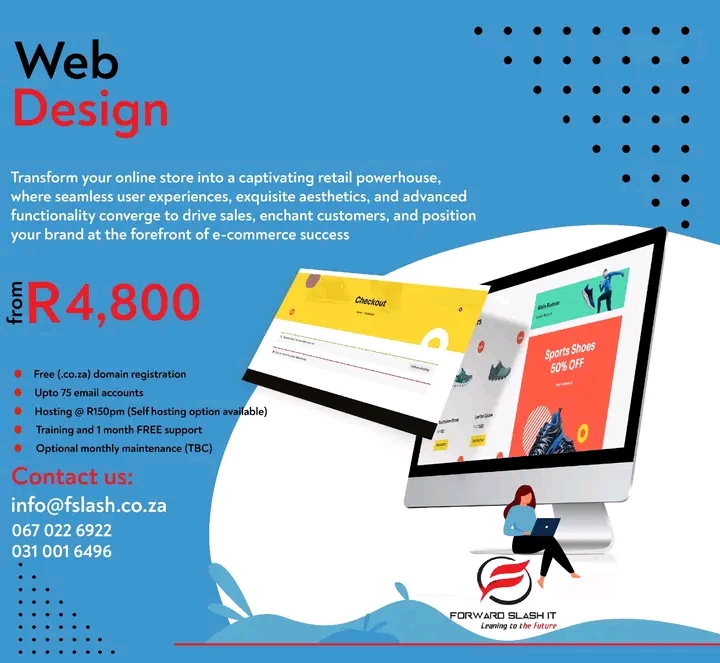 Web
Design
Transform your online store into a captivating retail powerhouse,
where seamless user experiences, exquisite aesthetics, and advanced
functionality converge to drive sales, enchant customers, and position
your brand at the forefront of e-commerce success
from
R4,800
Free (.co.za) domain registration
Upto 75 email accounts
Hosting @ R150pm (Self hosting option available)
Training and 1 month FREE support
Optional monthly maintenance (TBC)
Contact us:
info@fslash.co.za
067 022 6922
031 001 6496
Checkout
Sports Shoes
50% OFF
FORWARD SLASH IT
Leaning to the Future